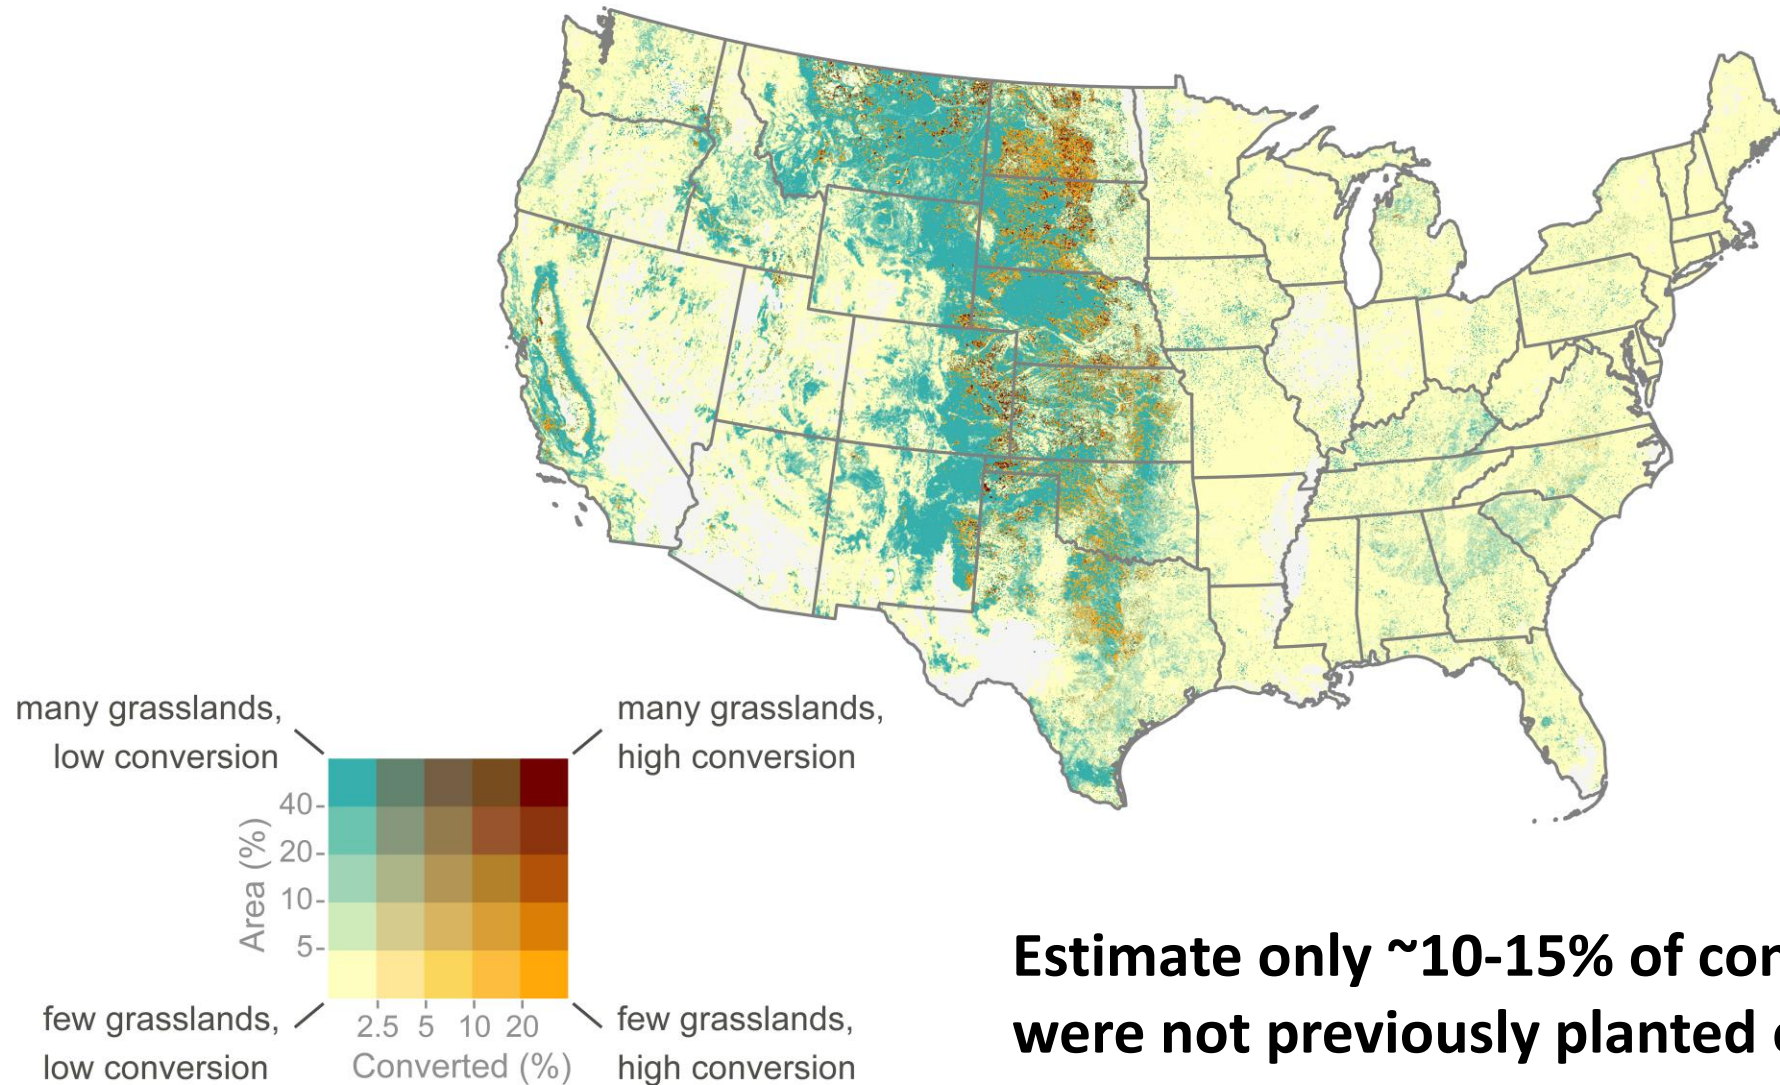 many grasslands,
low conversion
many grasslands,
high conversion
40
20
10
5
Area (%)
few grasslands,
low conversion
2.5 5 10 20
Converted (%)
few grasslands,
high conversion
Estimate only ~10-15% of
were not previously planted